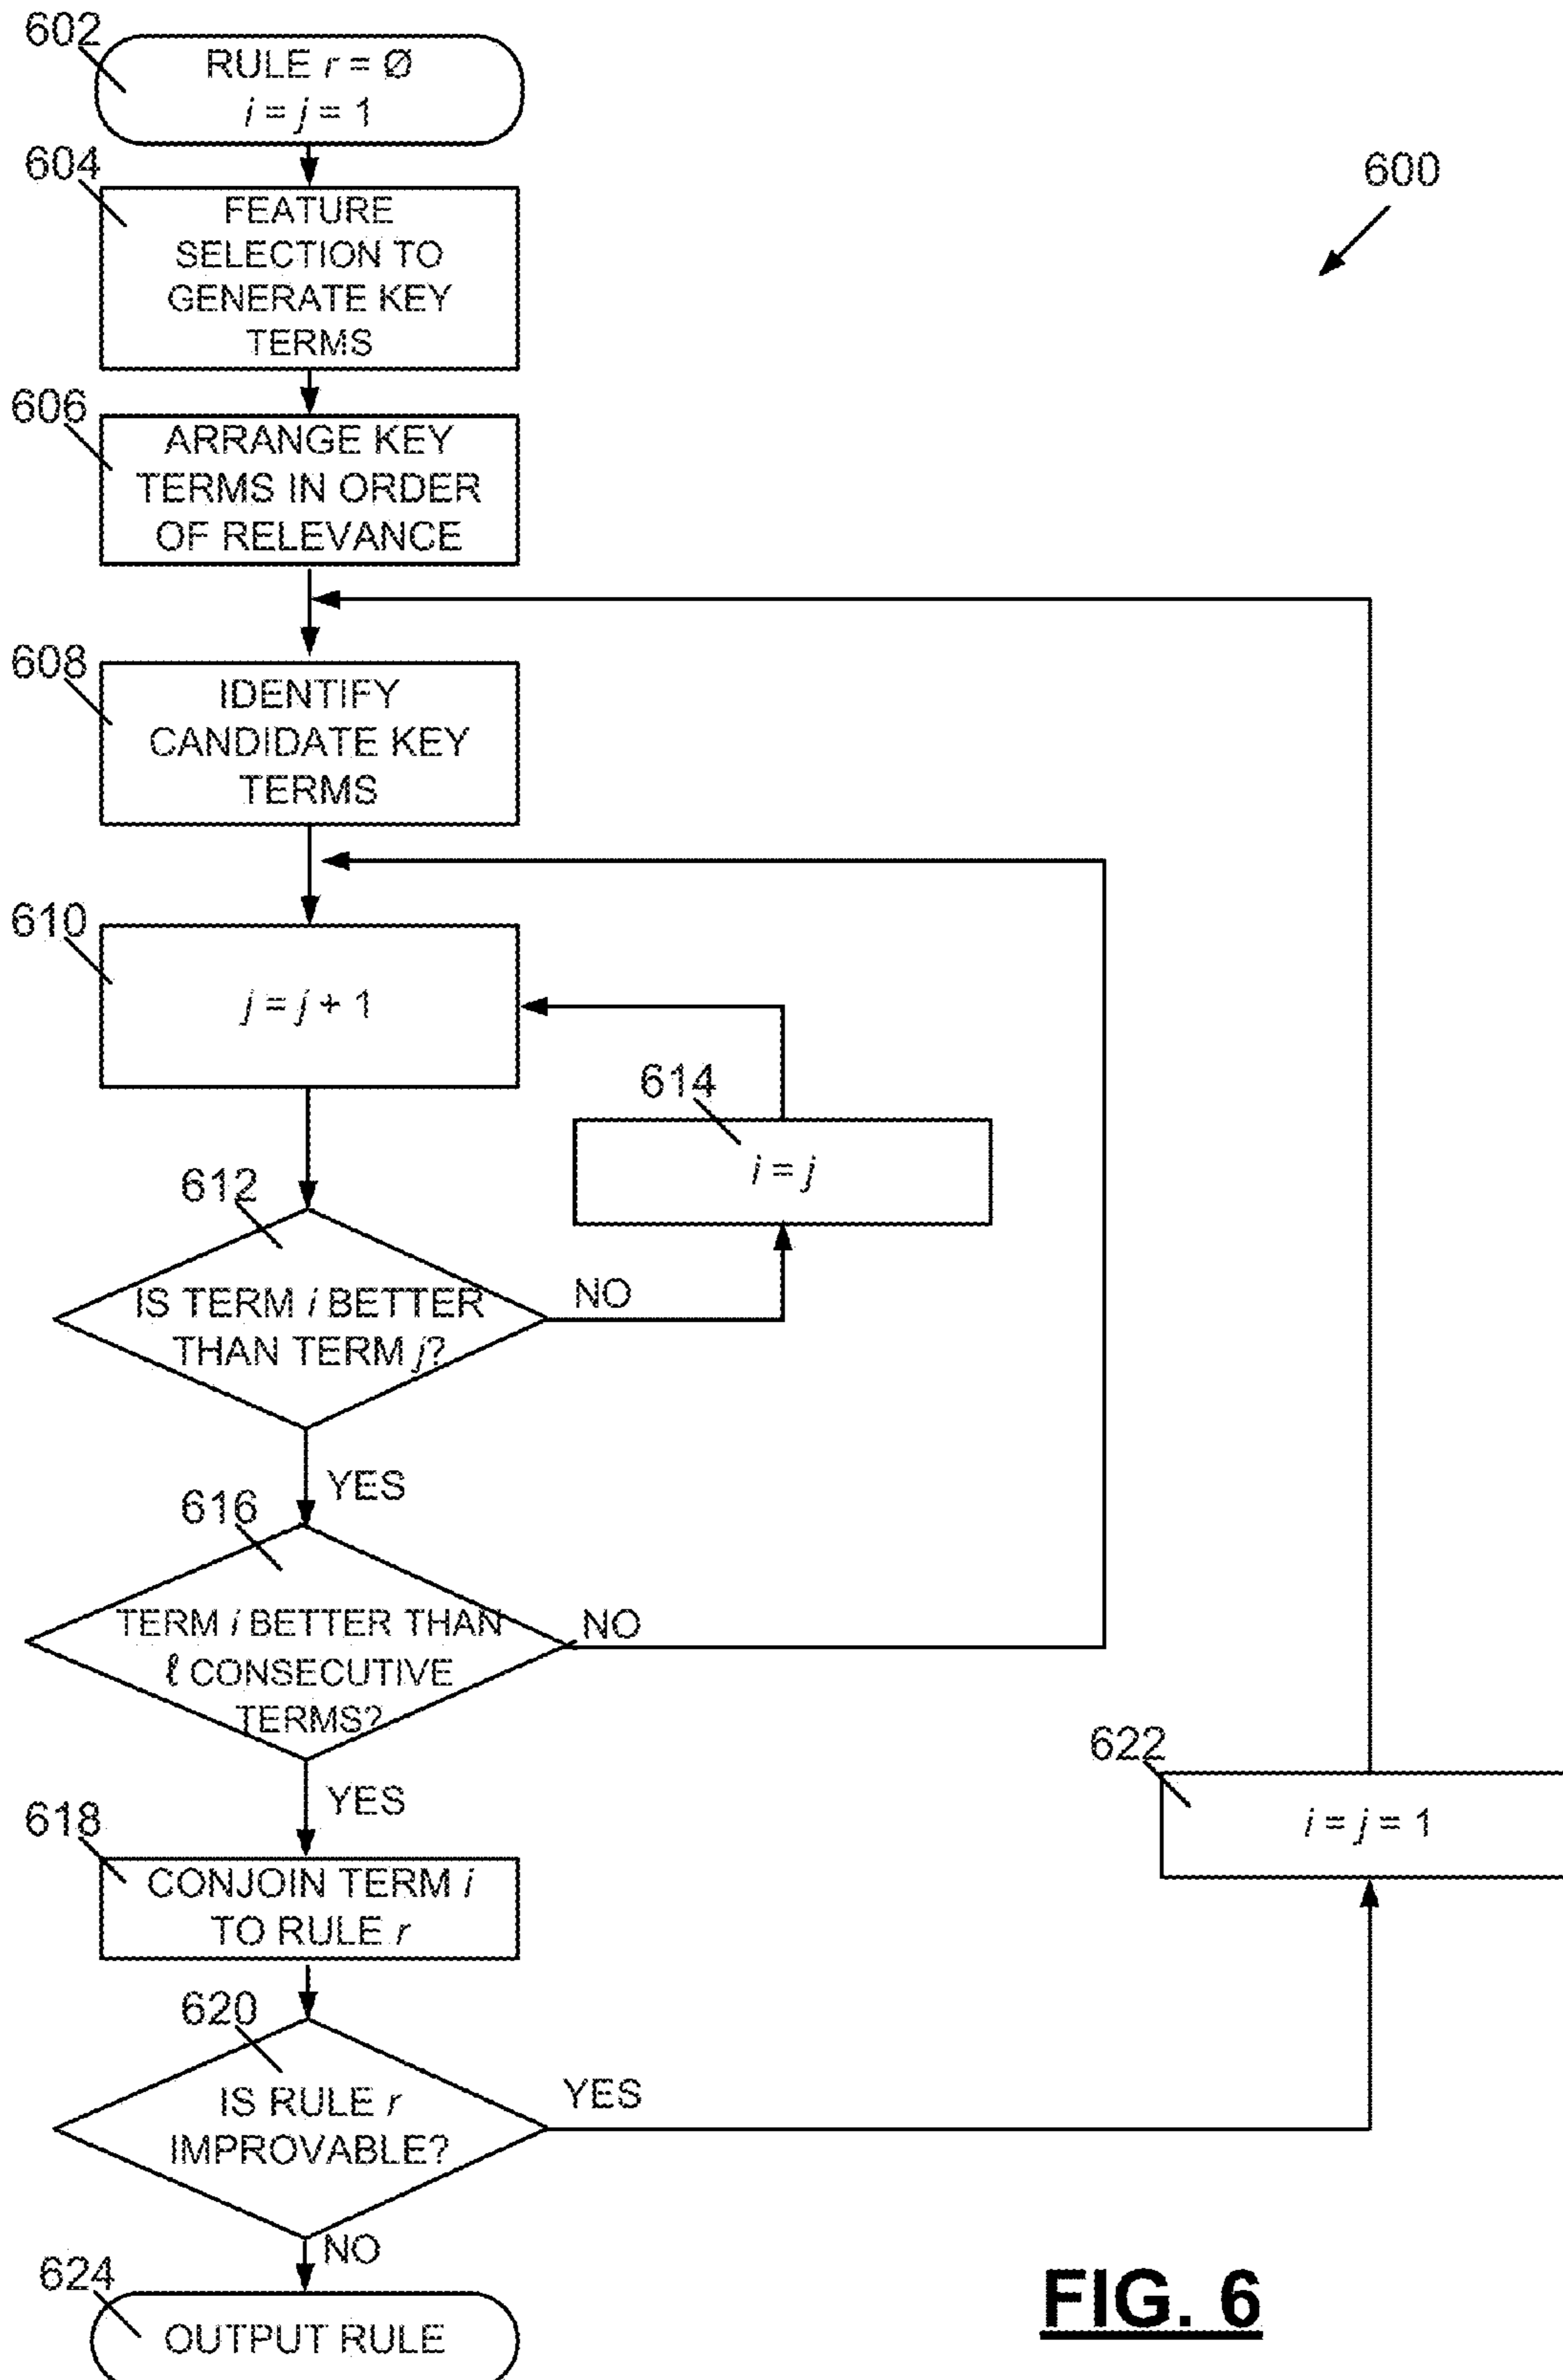 602
RULE r = Ø
i = j = 1
604
FEATURE
SELECTION TO
GENERATE KEY
TERMS
600
606
ARRANGE KEY
TERMS IN ORDER
OF RELEVANCE
608
IDENTIFY
CANDIDATE KEY
TERMS
610
j = j + 1
614
i = j
612
IS TERM i BETTER
THAN TERM j?
NO
YES
616
TERM i BETTER THAN
ℓ CONSECUTIVE
TERMS?
NO
YES
622
i = j = 1
618
CONJOIN TERM i
TO RULE r
620
IS RULE r
IMPROVABLE?
YES
NO
624
OUTPUT RULE
FIG. 6